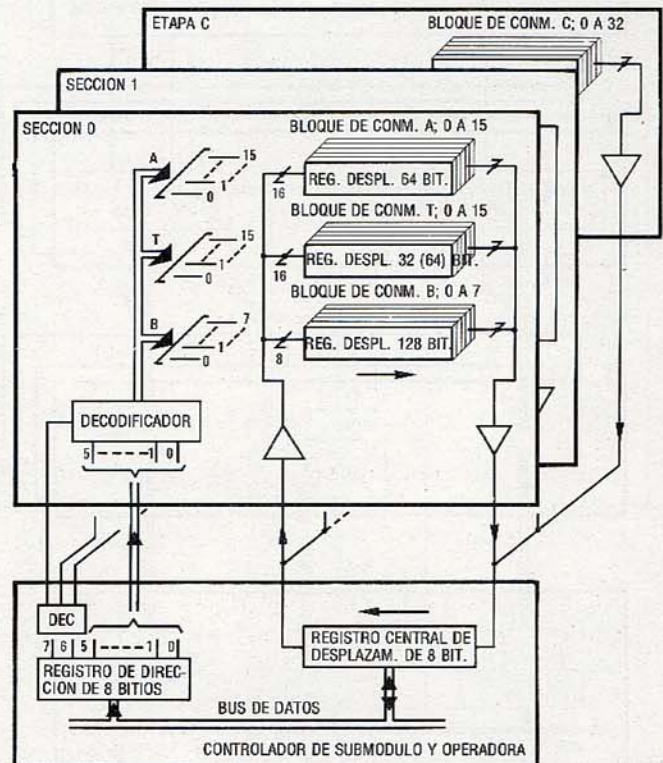 ETAPA C
BLOQUE DE CONM. C; 0 A 32
SECCION 1
SECCION 0
BLOQUE DE CONM. A; 0 A 15
A
15
1
0
16
REG. DESPL. 64 BIT.
BLOQUE DE CONM. T; 0 A 15
T
15
1
0
16
REG. DESPL. 32 (64) BIT.
BLOQUE DE CONM. B; 0 A 7
B
7
1
0
8
REG. DESPL. 128 BIT.
DECODIFICADOR
5 1 0
DEC
7 6 5 1 0
REGISTRO DE DIREC-
CION DE 8 BITIOS
REGISTRO CENTRAL DE
DESPLAZAM. DE 8 BIT.
BUS DE DATOS
CONTROLADOR DE SUBMODULO Y OPERADORA